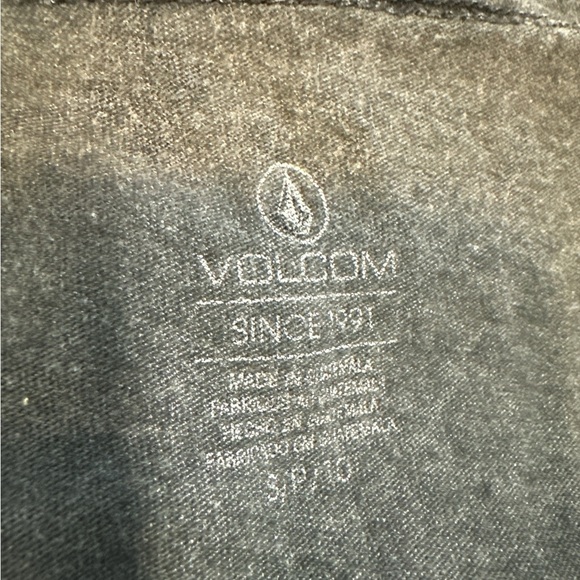 VOLCOM
SINCE 1991
MADE IN GUATEMALA
FABRIQUÉ AU GUATEMALA
HECHO EN GUATEMALA
FABRICADO EM GUATEMALA
S/P/10